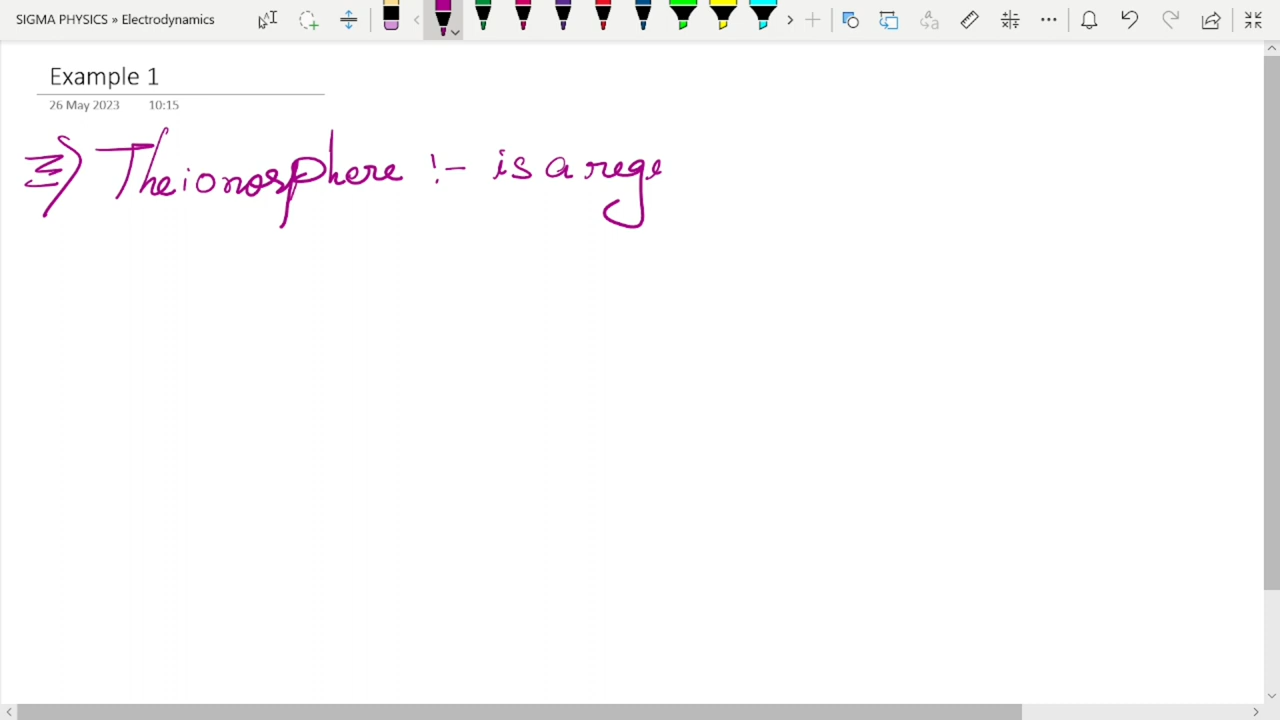 SIGMA PHYSICS » Electrodynamics
Example 1
26 May 2023 10:15
The ionosphere :- is a rege